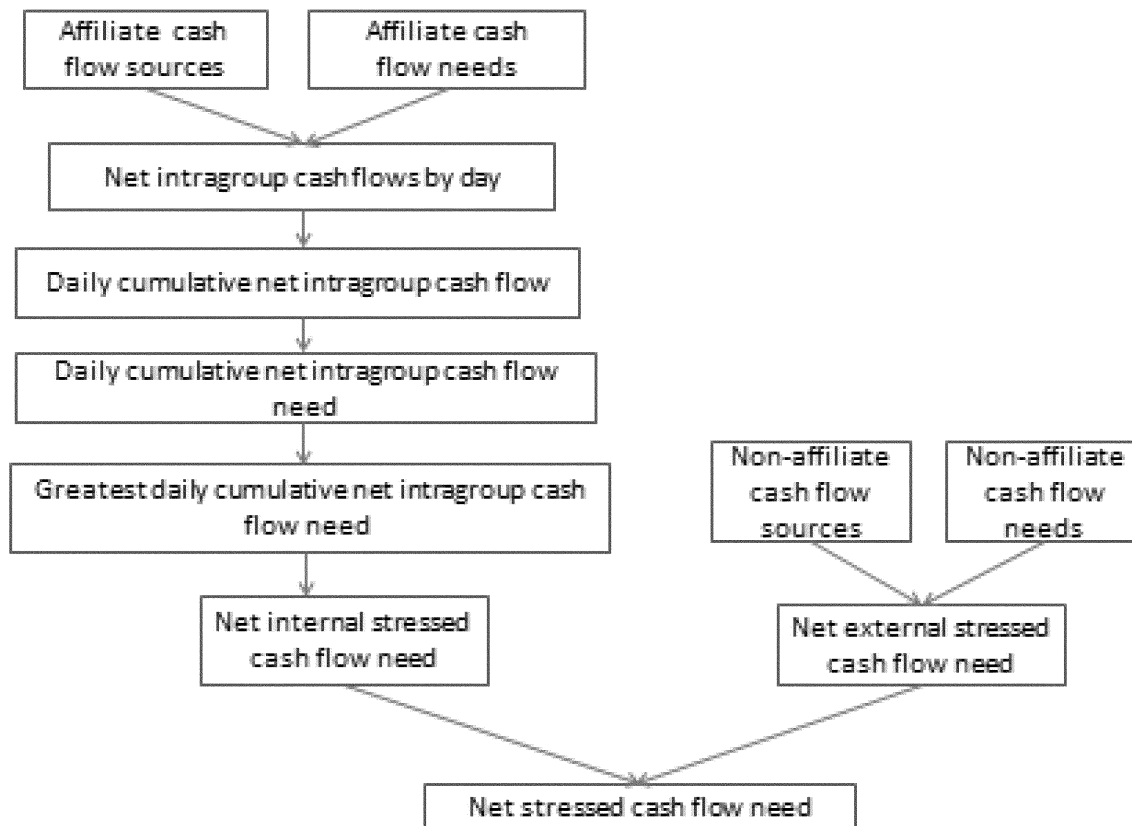 Affiliate cash
flow sources
Affiliate cash
flow needs
Net intragroup cash flows by day
Daily cumulative net intragroup cash flow
Daily cumulative net intragroup cash flow
need
Greatest daily cumulative net intragroup cash
flow need
Non-affiliate
cash flow
sources
Non-affiliate
cash flow
needs
Net internal stressed
cash flow need
Net external stressed
cash flow need
Net stressed cash flow need